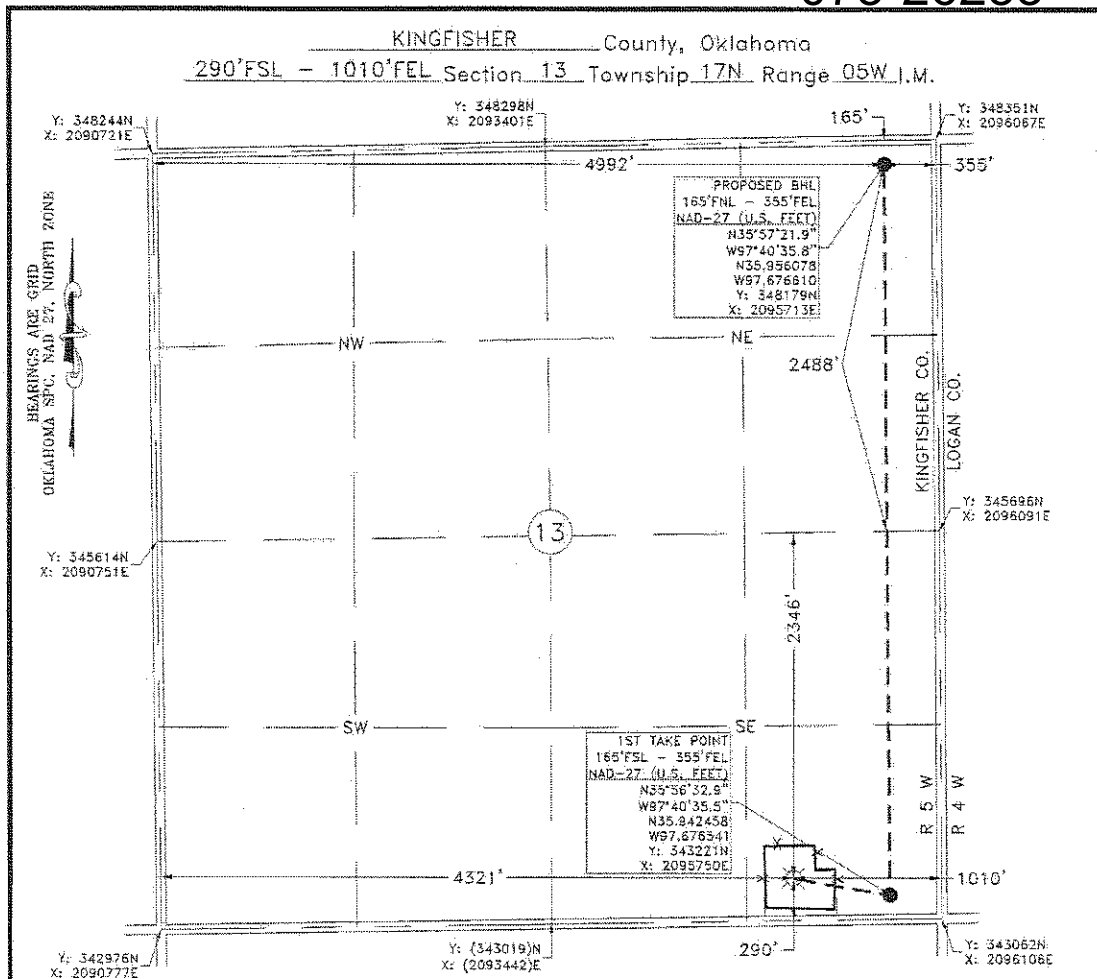 KINGFISHER County, Oklahoma
290'FSL - 1010'FEL Section 13 Township 17N Range 05W I.M.
Y: 348244N
X: 2090721E
Y: 348298N
X: 2093401E
165'
Y: 348351N
X: 2096067E
4992'
355'
PROPOSED BHL
165'FNL - 355'FEL
NAD-27 (U.S. FEET)
N35°57'21.9"
W97°40'35.8"
N35.956078
W97.676610
Y: 348179N
X: 2095713E
BEARINGS ARE GRID
OKLAHOMA SPC, NAD 27, NORTH ZONE
NW
NE
2488'
KINGFISHER CO.
LOGAN CO.
Y: 345696N
X: 2096091E
13
Y: 345614N
X: 2090751E
2346'
SW
SE
1ST TAKE POINT
165'FSL - 355'FEL
NAD-27 (U.S. FEET)
N35°56'32.9"
W97°40'35.5"
N35.942458
W97.676541
Y: 343221N
X: 2095750E
R 5 W
R 4 W
4321'
1010'
Y: 342976N
X: 2090777E
Y: (343019)N
X: (2093442)E
290'
Y: 343062N
X: 2096106E